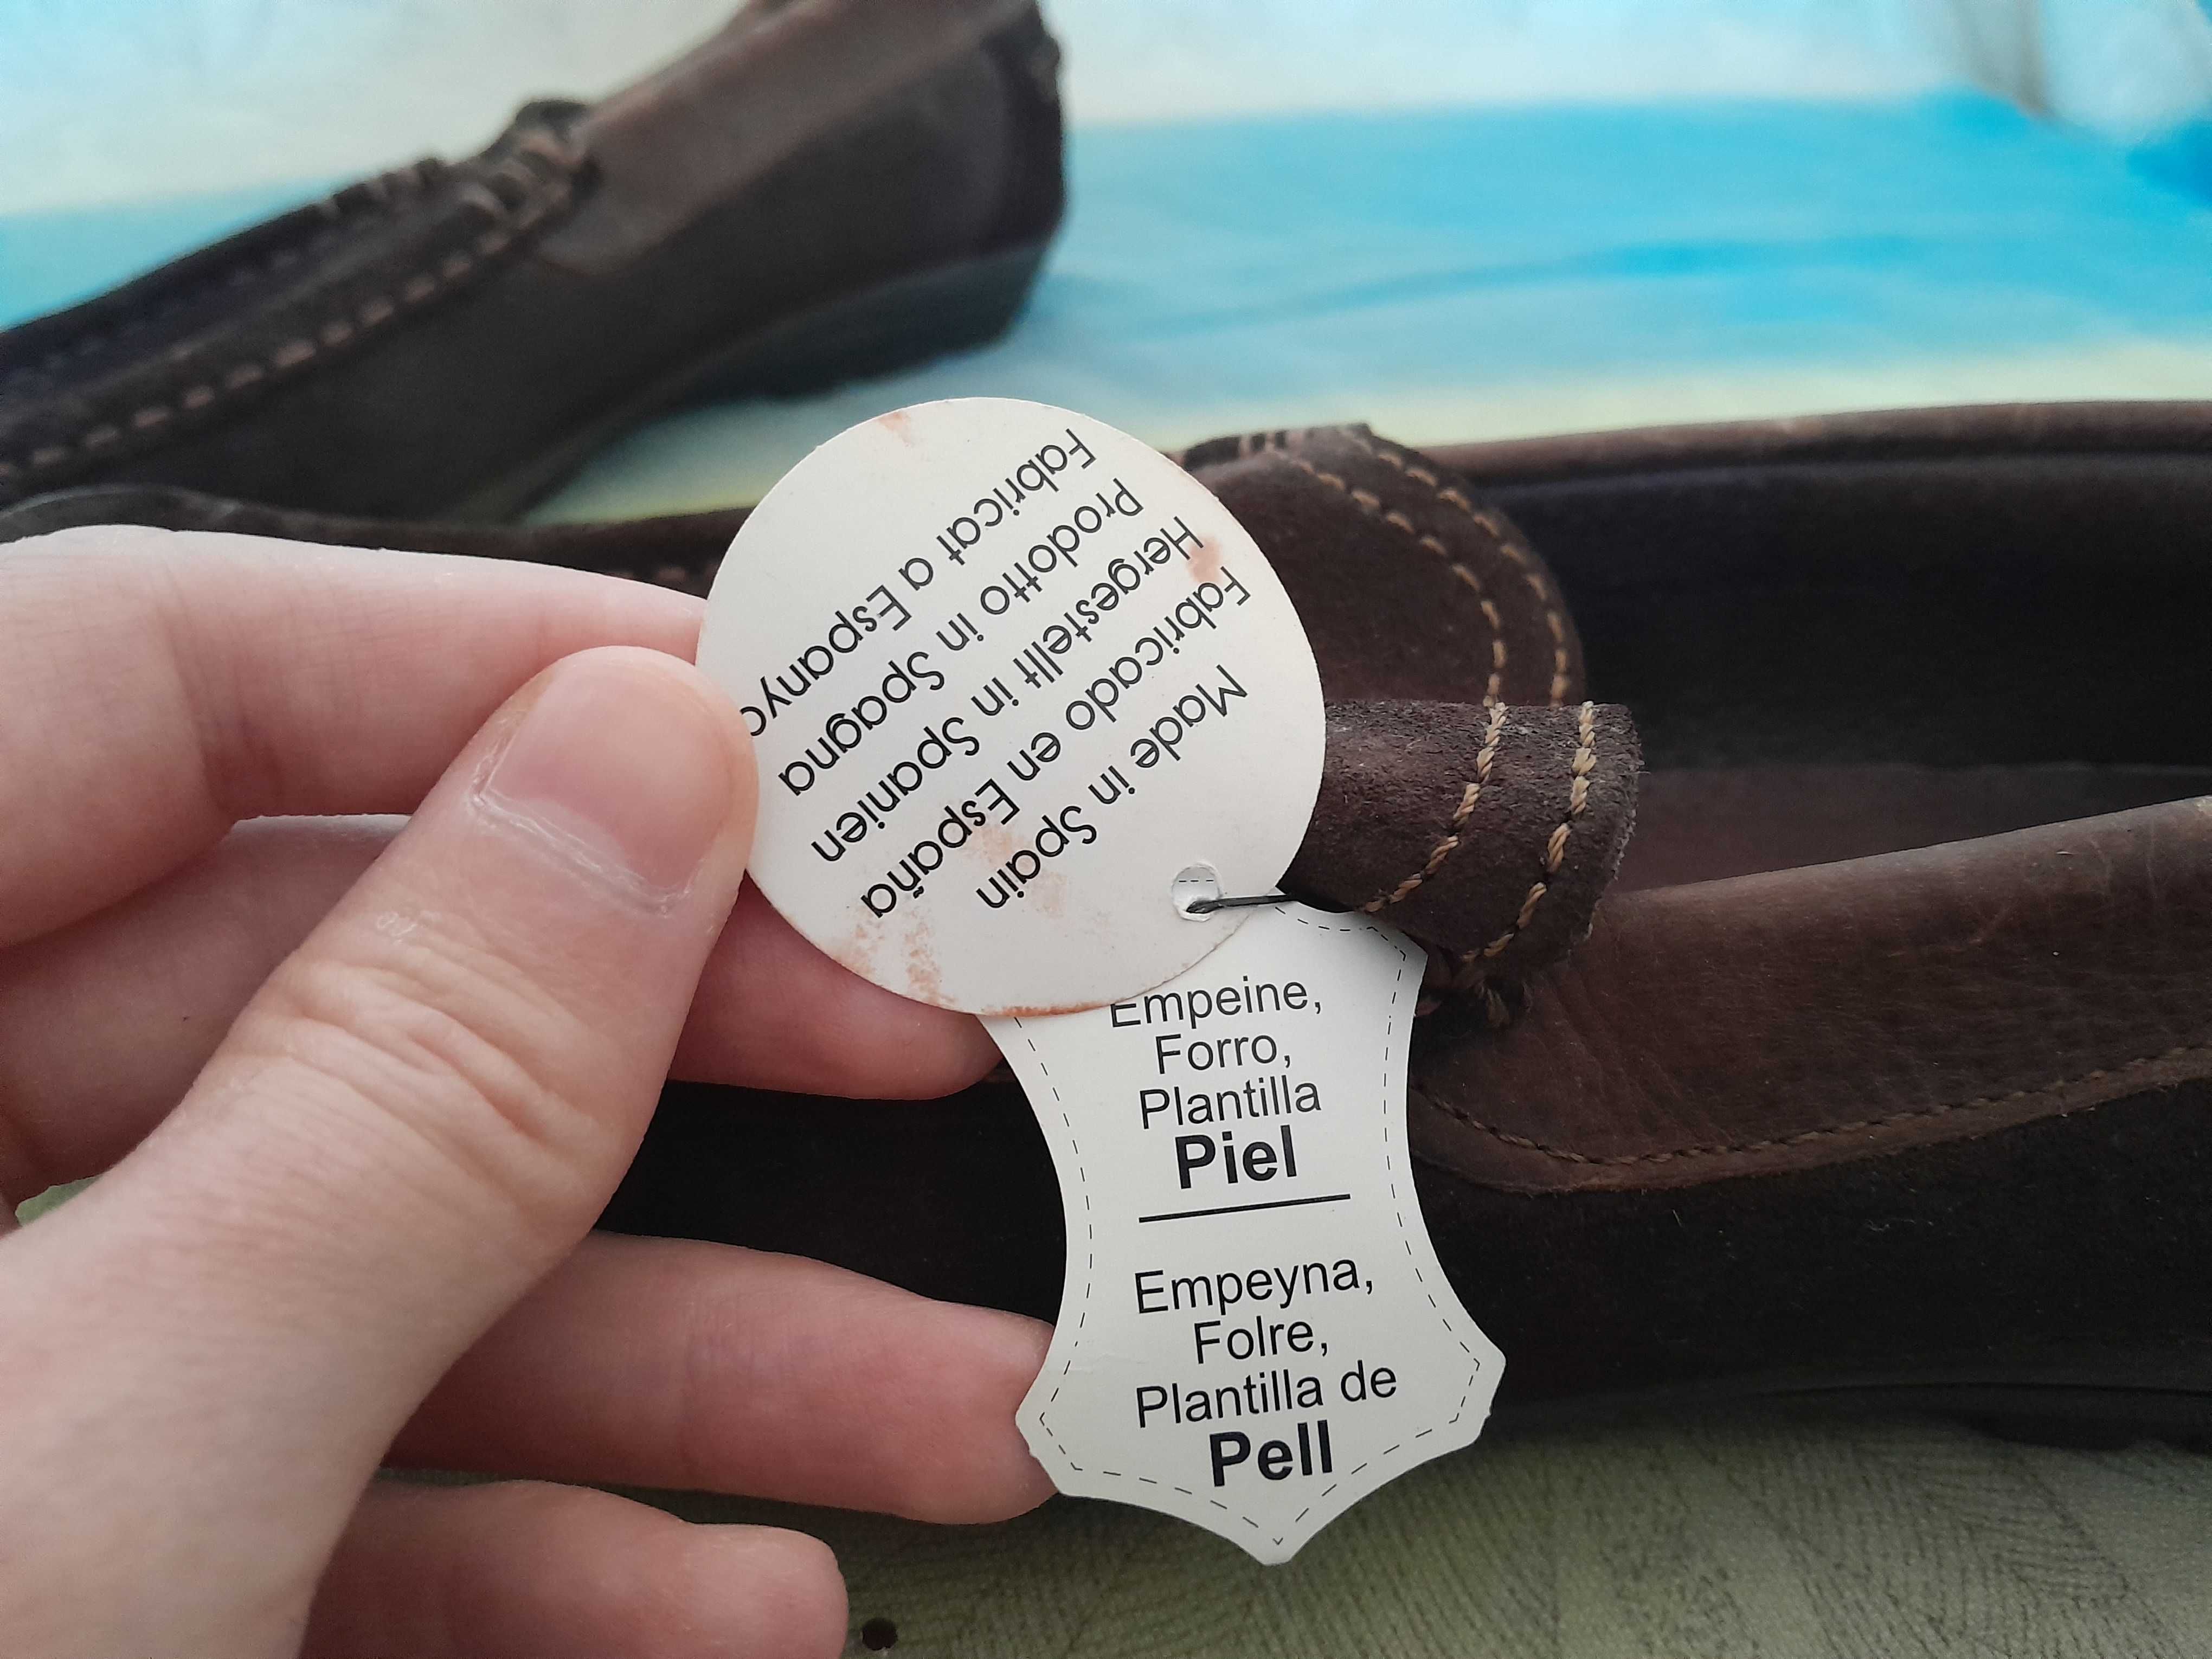 Made in Spain
Fabricado en España
Hergestellt in Spanien
Prodotto in Spagna
Fabricat a Espanya
Empeine,
Forro,
Plantilla
Piel
Empeyna,
Folre,
Plantilla de
Pell